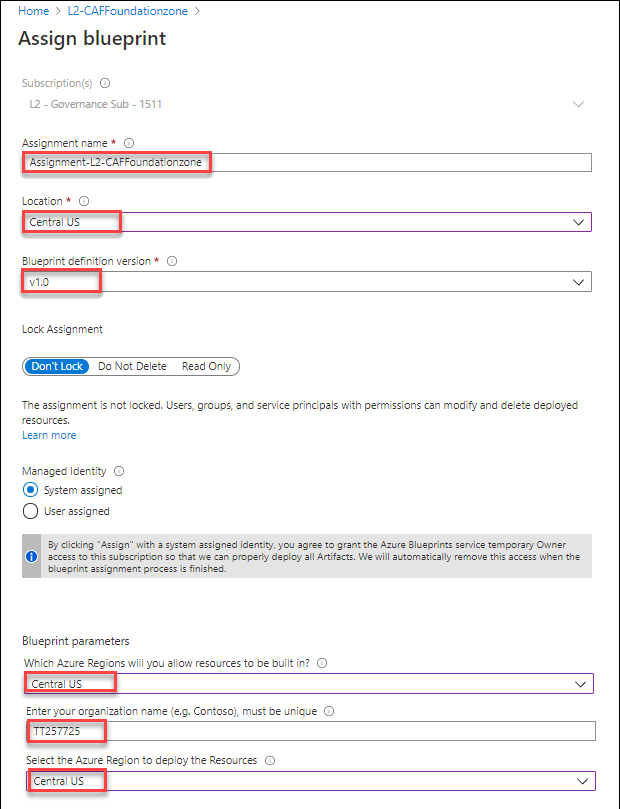 Home > L2-CAFFoundationzone >
Assign blueprint
Subscription(s)
L2 - Governance Sub - 1511
Assignment name *
Assignment-L2-CAFFoundationzone
Location *
Central US
Blueprint definition version *
v1.0
Lock Assignment
Don't Lock Do Not Delete Read Only
The assignment is not locked. Users, groups, and service principals with permissions can modify and delete deployed
resources.
Learn more
Managed Identity
System assigned
User assigned
By clicking "Assign" with a system assigned identity, you agree to grant the Azure Blueprints service temporary Owner
access to this subscription so that we can properly deploy all Artifacts. We will automatically remove this access when the
blueprint assignment process is finished.
Blueprint parameters
Which Azure Regions will you allow resources to be built in?
Central US
Enter your organization name (e.g. Contoso), must be unique
TT257725
Select the Azure Region to deploy the Resources
Central US